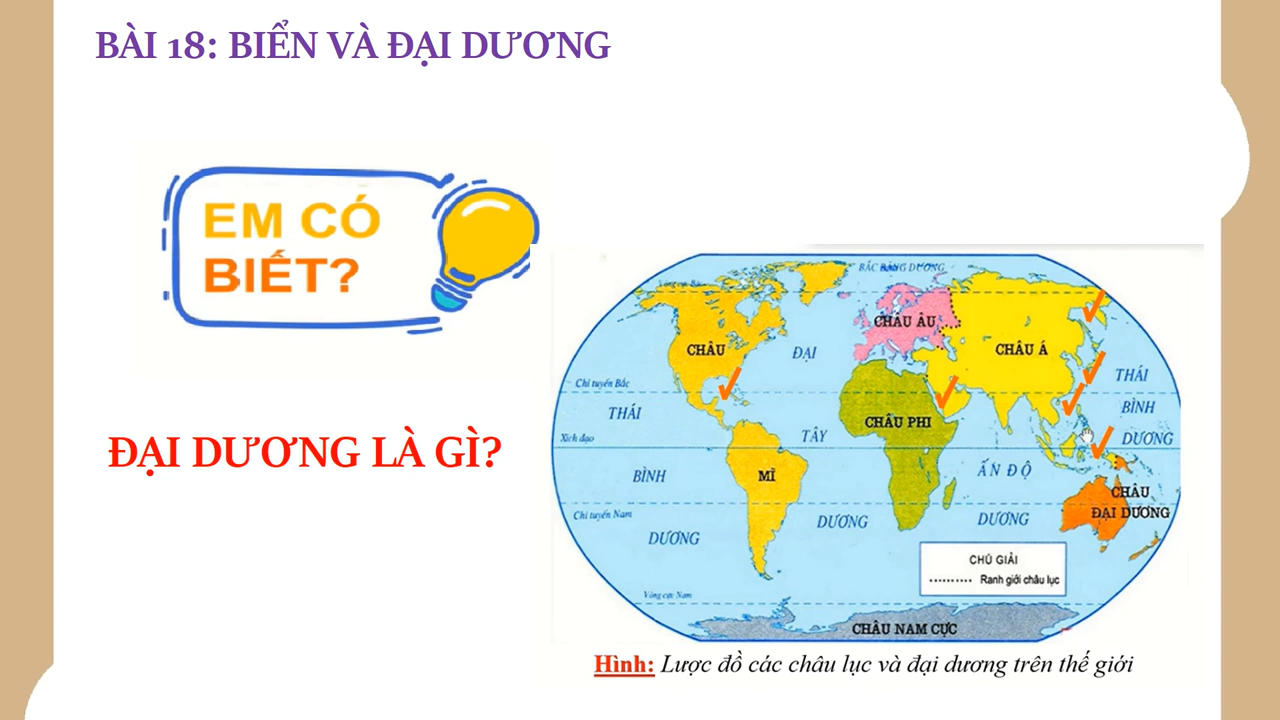 BÀI 18: BIỂN VÀ ĐẠI DƯƠNG
EM CÓ
BIẾT?
ĐẠI DƯƠNG LÀ GÌ?
CHÂU ÂU
CHÂU
ĐẠI
CHÂU Á
THÁI
Chí tuyến Bắc
THÁI
CHÂU PHI
BÌNH
Xích đạo
TÂY
DƯƠNG
BÌNH
MĨ
ẤN ĐỘ
CHÂU
ĐẠI DƯƠNG
Chí tuyến Nam
DƯƠNG
DƯƠNG
DƯƠNG
CHÚ GIẢI
Ranh giới châu lục
Vòng cực Nam
CHÂU NAM CỰC
Hình: Lược đồ các châu lục và đại dương trên thế giới